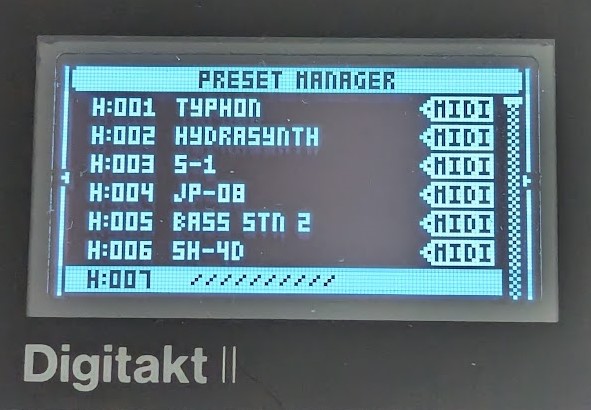 PRESET MANAGER
H:001 TYPHON MIDI
H:002 HYDRASYNTH MIDI
H:003 S-1 MIDI
H:004 JP-08 MIDI
H:005 BASS STN 2 MIDI
H:006 SH-4D MIDI
H:007 //////////
Digitakt II